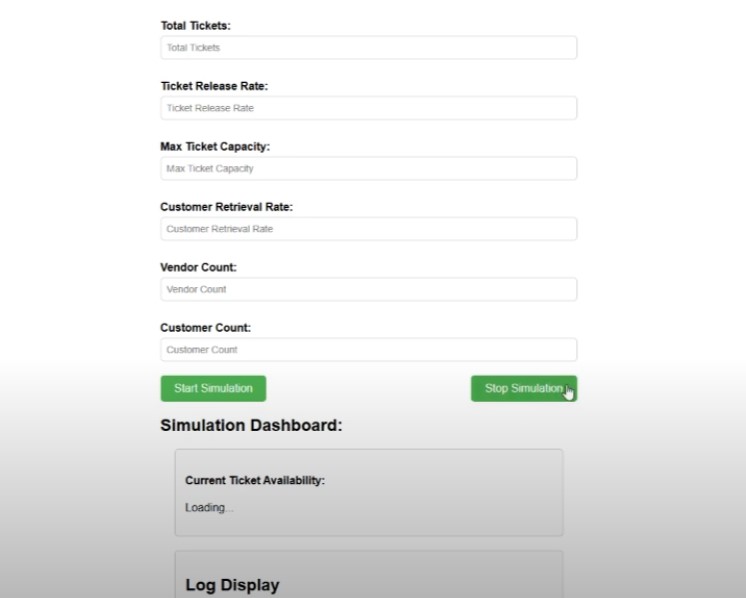 Total Tickets:
Total Tickets
Ticket Release Rate:
Ticket Release Rate
Max Ticket Capacity:
Max Ticket Capacity
Customer Retrieval Rate:
Customer Retrieval Rate
Vendor Count:
Vendor Count
Customer Count:
Customer Count
Start Simulation Stop Simulation
Simulation Dashboard:
Current Ticket Availability:
Loading...
Log Display